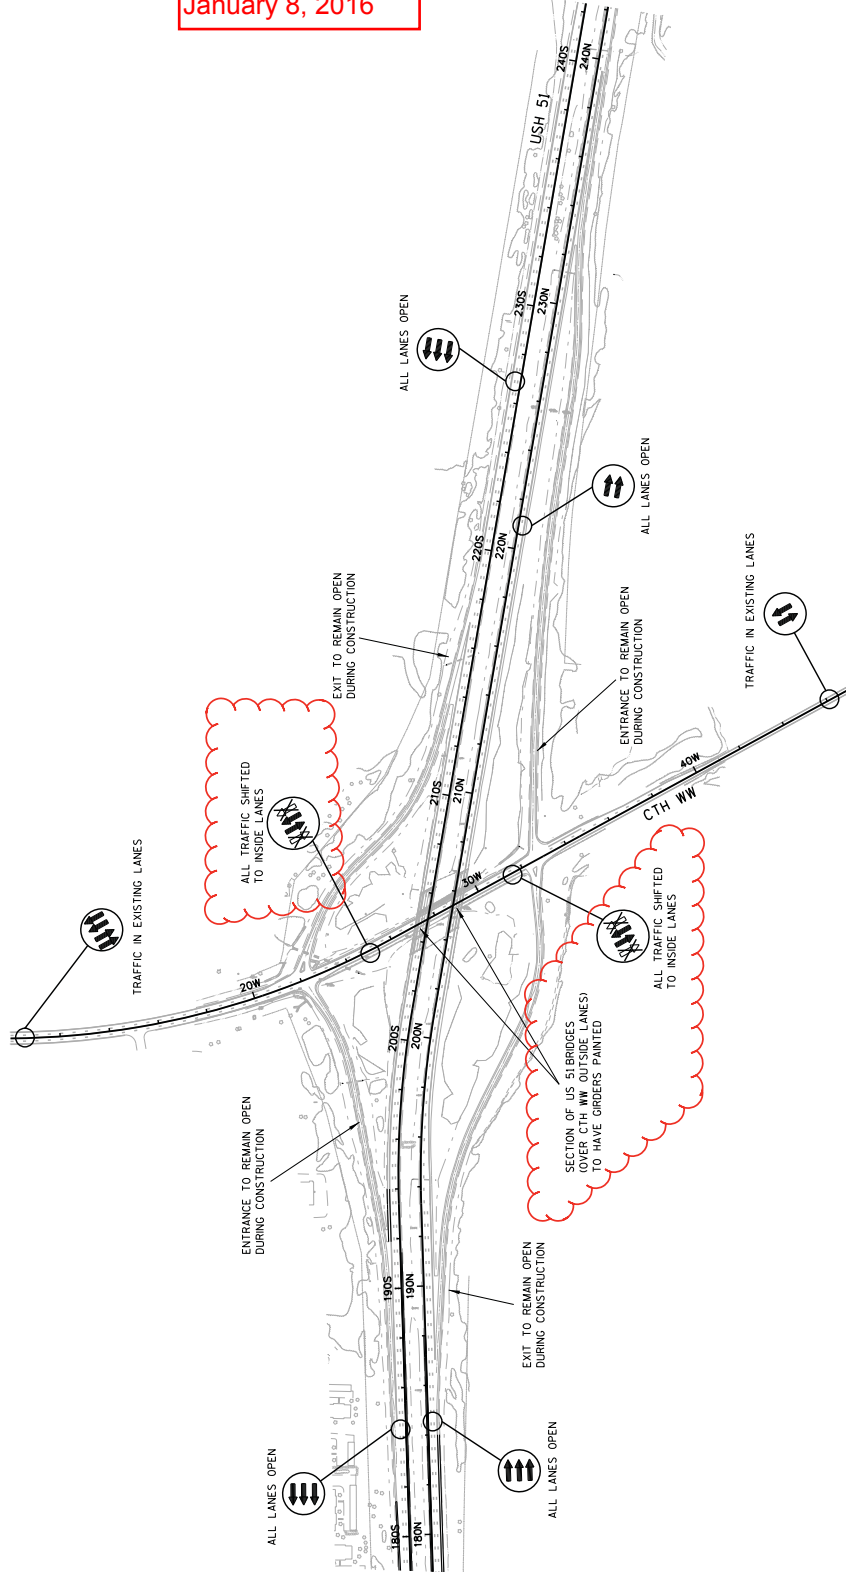 January 8, 2016
240S
240N
USH 51
230S
230N
ALL LANES OPEN
ALL LANES OPEN
220S
220N
TRAFFIC IN EXISTING LANES
EXIT TO REMAIN OPEN
DURING CONSTRUCTION
ENTRANCE TO REMAIN OPEN
DURING CONSTRUCTION
210S
210N
40W
CTH WW
ALL TRAFFIC SHIFTED
TO INSIDE LANES
TRAFFIC IN EXISTING LANES
30W
ALL TRAFFIC SHIFTED
TO INSIDE LANES
20W
200S
200N
SECTION OF US 51 BRIDGES
(OVER CTH WW OUTSIDE LANES)
TO HAVE GIRDERS PAINTED
ENTRANCE TO REMAIN OPEN
DURING CONSTRUCTION
190S
190N
EXIT TO REMAIN OPEN
DURING CONSTRUCTION
ALL LANES OPEN
ALL LANES OPEN
180S
180N